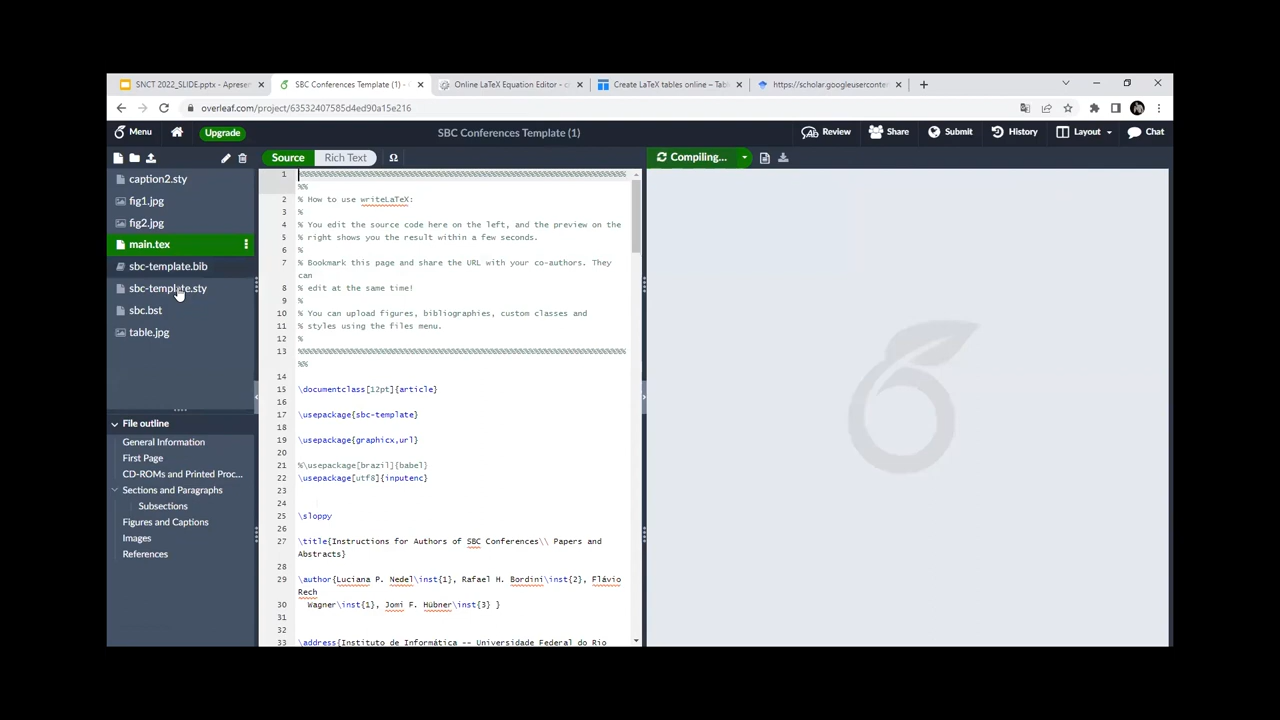 SNCT 2022_SLIDE.pptx - Apresen
SBC Conferences Template (1) -
Online LaTeX Equation Editor - c
Create LaTeX tables online – Tab
https://scholar.googleusercontent
overleaf.com/project/63532407585d4ed90a15e216
Menu
Upgrade
SBC Conferences Template (1)
Review
Share
Submit
History
Layout
Chat
Source
Rich Text
Ω
Compiling...
caption2.sty
fig1.jpg
fig2.jpg
main.tex
sbc-template.bib
sbc-template.sty
sbc.bst
table.jpg
File outline
General Information
First Page
CD-ROMs and Printed Proc...
Sections and Paragraphs
Subsections
Figures and Captions
Images
References
1 %%%%%%%%%%%%%%%%%%%%%%%%%%%%%%%%%%%%%%%%%%%%%%%%%%%%%%%%%%%%%%%%%%%%%%
%%
2 % How to use writeLaTeX:
3 %
4 % You edit the source code here on the left, and the preview on the
5 % right shows you the result within a few seconds.
6 %
7 % Bookmark this page and share the URL with your co-authors. They
can
8 % edit at the same time!
9 %
10 % You can upload figures, bibliographies, custom classes and
11 % styles using the files menu.
12 %
13 %%%%%%%%%%%%%%%%%%%%%%%%%%%%%%%%%%%%%%%%%%%%%%%%%%%%%%%%%%%%%%%%%%%%%%
%%
14
15 \documentclass[12pt]{article}
16
17 \usepackage{sbc-template}
18
19 \usepackage{graphicx,url}
20
21 %\usepackage[brazil]{babel}
22 \usepackage[utf8]{inputenc}
23
24
25 \sloppy
26
27 \title{Instructions for Authors of SBC Conferences\\ Papers and
Abstracts}
28
29 \author{Luciana P. Nedel\inst{1}, Rafael H. Bordini\inst{2}, Flávio
Rech
30 Wagner\inst{1}, Jomi F. Hübner\inst{3} }
31
32
33 \address{Instituto de Informática -- Universidade Federal do Rio